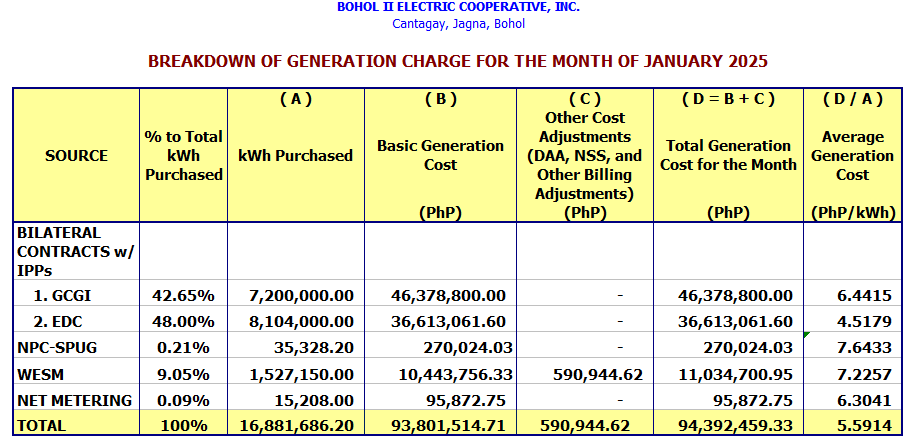 BOHOL II ELECTRIC COOPERATIVE, INC.
Cantagay, Jagna, Bohol
BREAKDOWN OF GENERATION CHARGE FOR THE MONTH OF JANUARY 2025
SOURCE
% to Total
kWh
Purchased
( A )
kWh Purchased
( B )
Basic Generation
Cost
(PhP)
( C )
Other Cost
Adjustments
(DAA, NSS, and
Other Billing
Adjustments)
(PhP)
( D = B + C )
Total Generation
Cost for the Month
(PhP)
( D / A )
Average
Generation
Cost
(PhP/kWh)
BILATERAL
CONTRACTS w/
IPPs
1. GCGI 42.65% 7,200,000.00 46,378,800.00 - 46,378,800.00 6.4415
2. EDC 48.00% 8,104,000.00 36,613,061.60 - 36,613,061.60 4.5179
NPC-SPUG 0.21% 35,328.20 270,024.03 - 270,024.03 7.6433
WESM 9.05% 1,527,150.00 10,443,756.33 590,944.62 11,034,700.95 7.2257
NET METERING 0.09% 15,208.00 95,872.75 - 95,872.75 6.3041
TOTAL 100% 16,881,686.20 93,801,514.71 590,944.62 94,392,459.33 5.5914